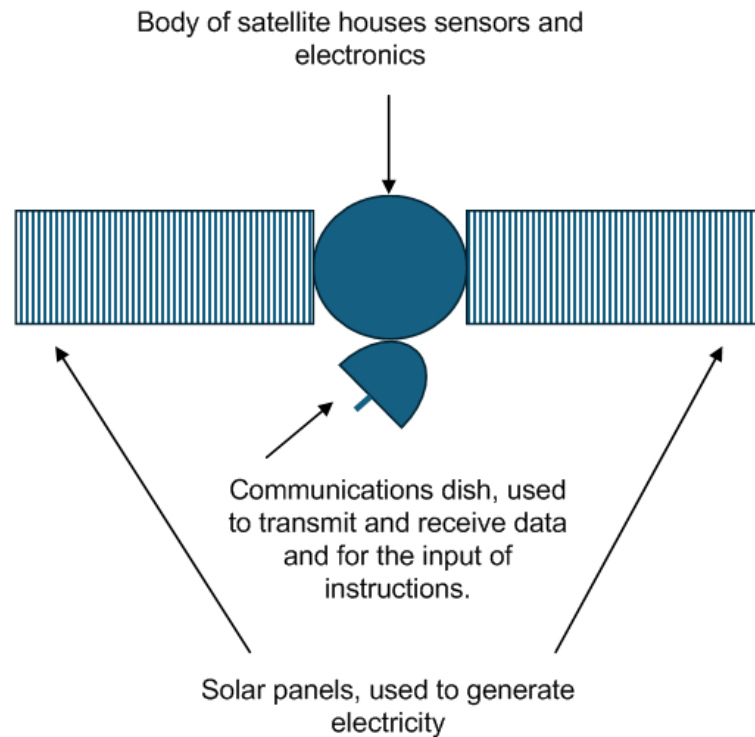 Body of satellite houses sensors and
electronics
Communications dish, used
to transmit and receive data
and for the input of
instructions.
Solar panels, used to generate
electricity